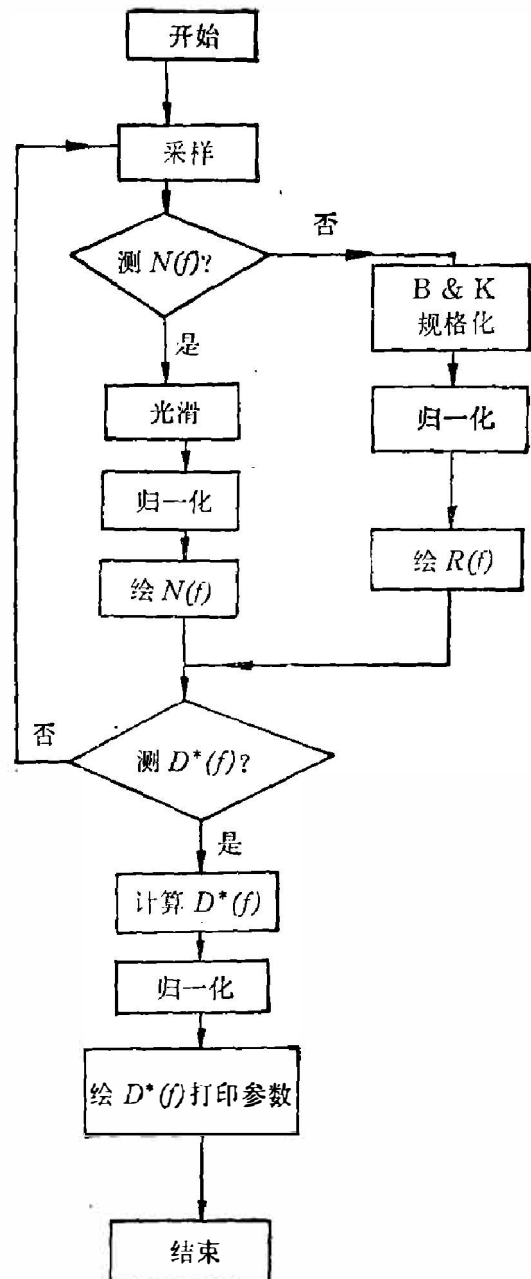 开始
采样
测 N(f)?
否
B & K
规格化
是
光滑
归一化
归一化
绘 N(f)
绘 R(f)
否
测 D*(f)?
是
计算 D*(f)
归一化
绘 D*(f)打印参数
结束